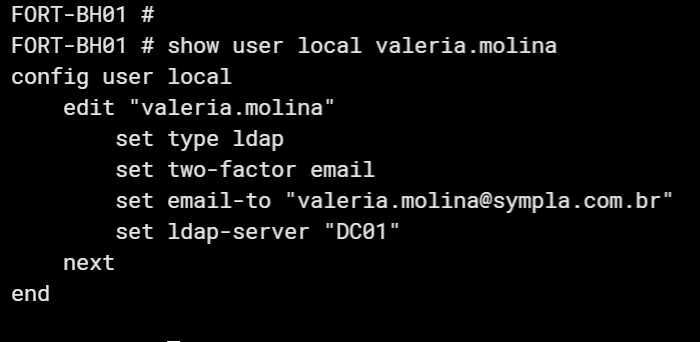 FORT-BH01 #
FORT-BH01 # show user local valeria.molina
config user local
    edit "valeria.molina"
        set type ldap
        set two-factor email
        set email-to "valeria.molina@sympla.com.br"
        set ldap-server "DC01"
    next
end